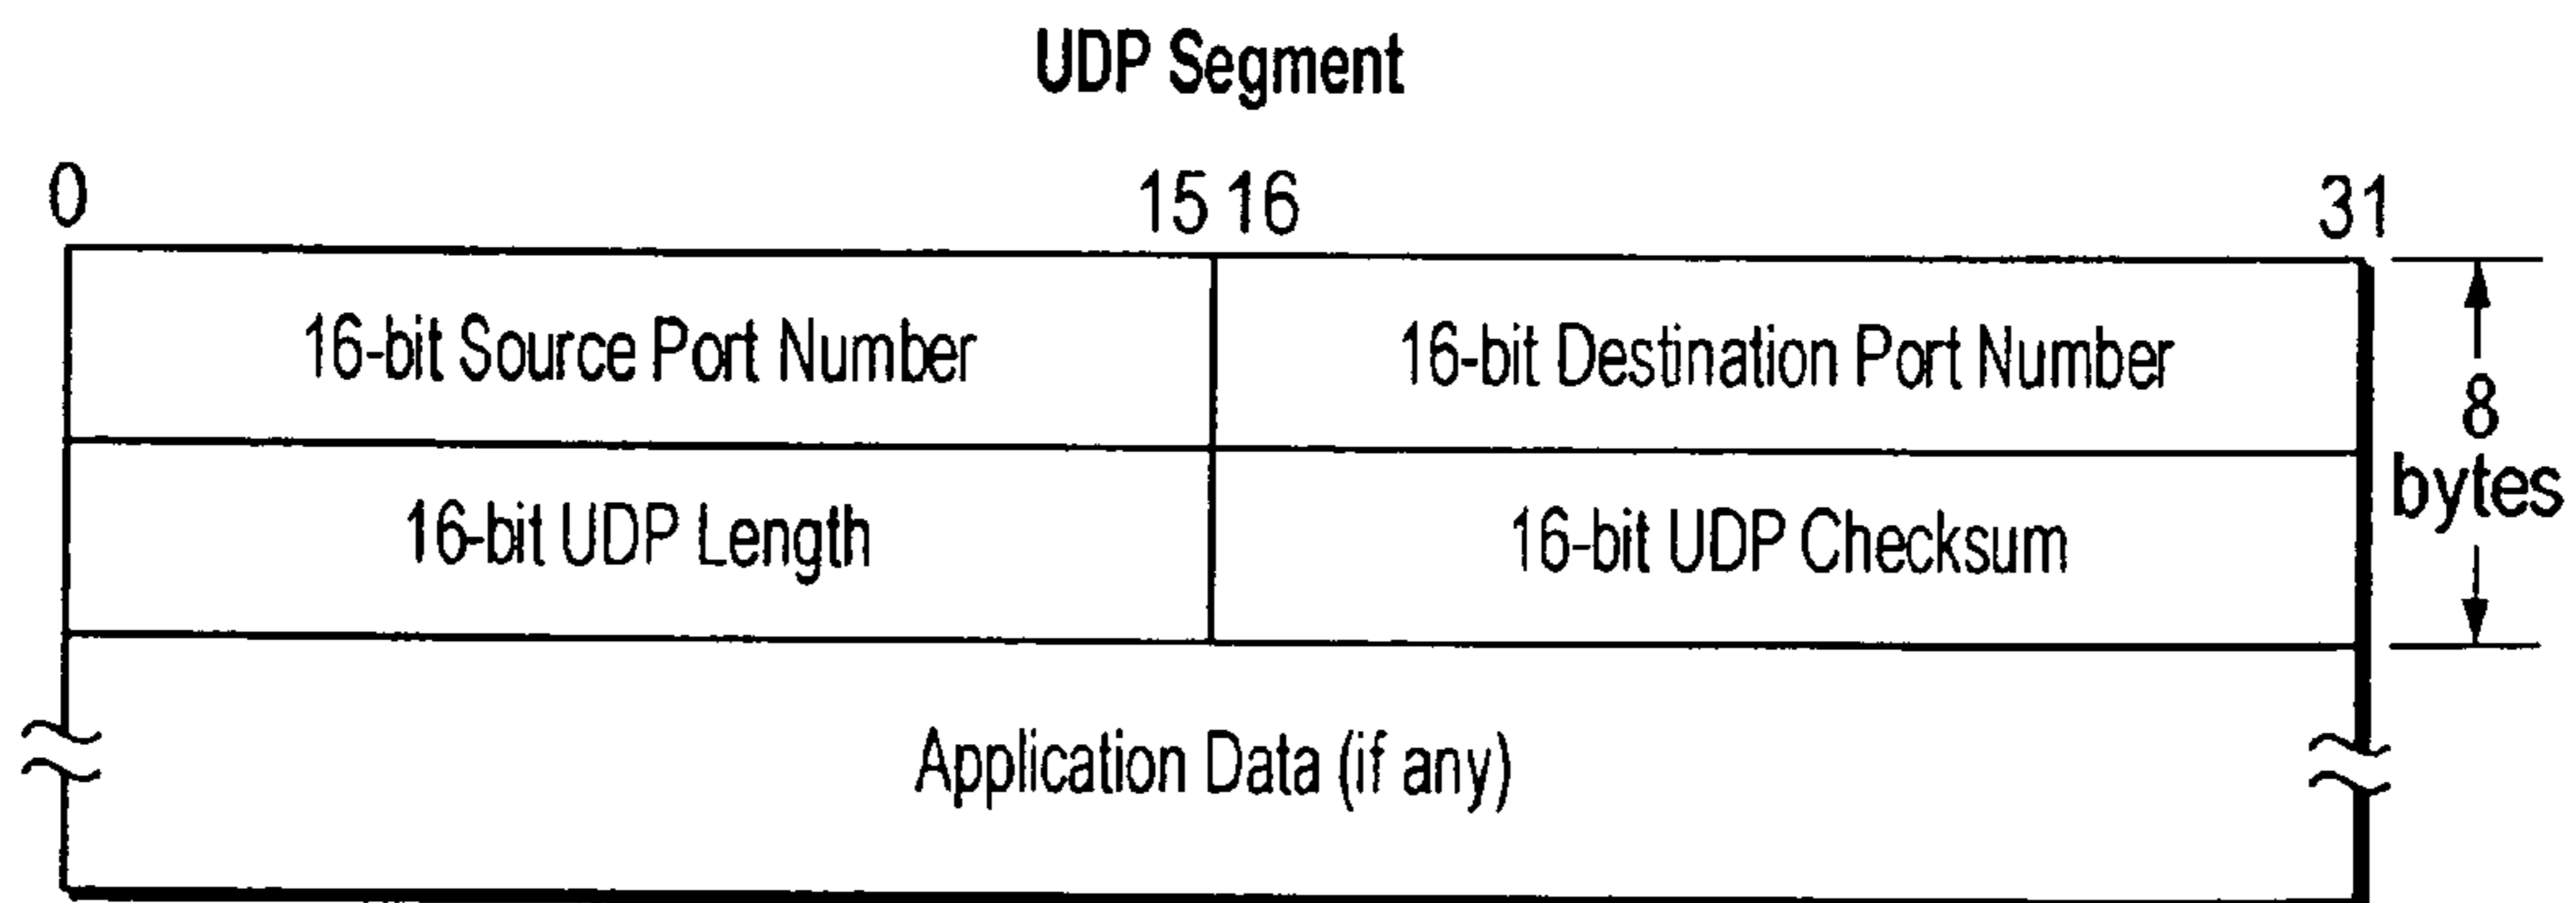 UDP Segment
0 15 16 31
16-bit Source Port Number 16-bit Destination Port Number
8
bytes
16-bit UDP Length 16-bit UDP Checksum
Application Data (if any)